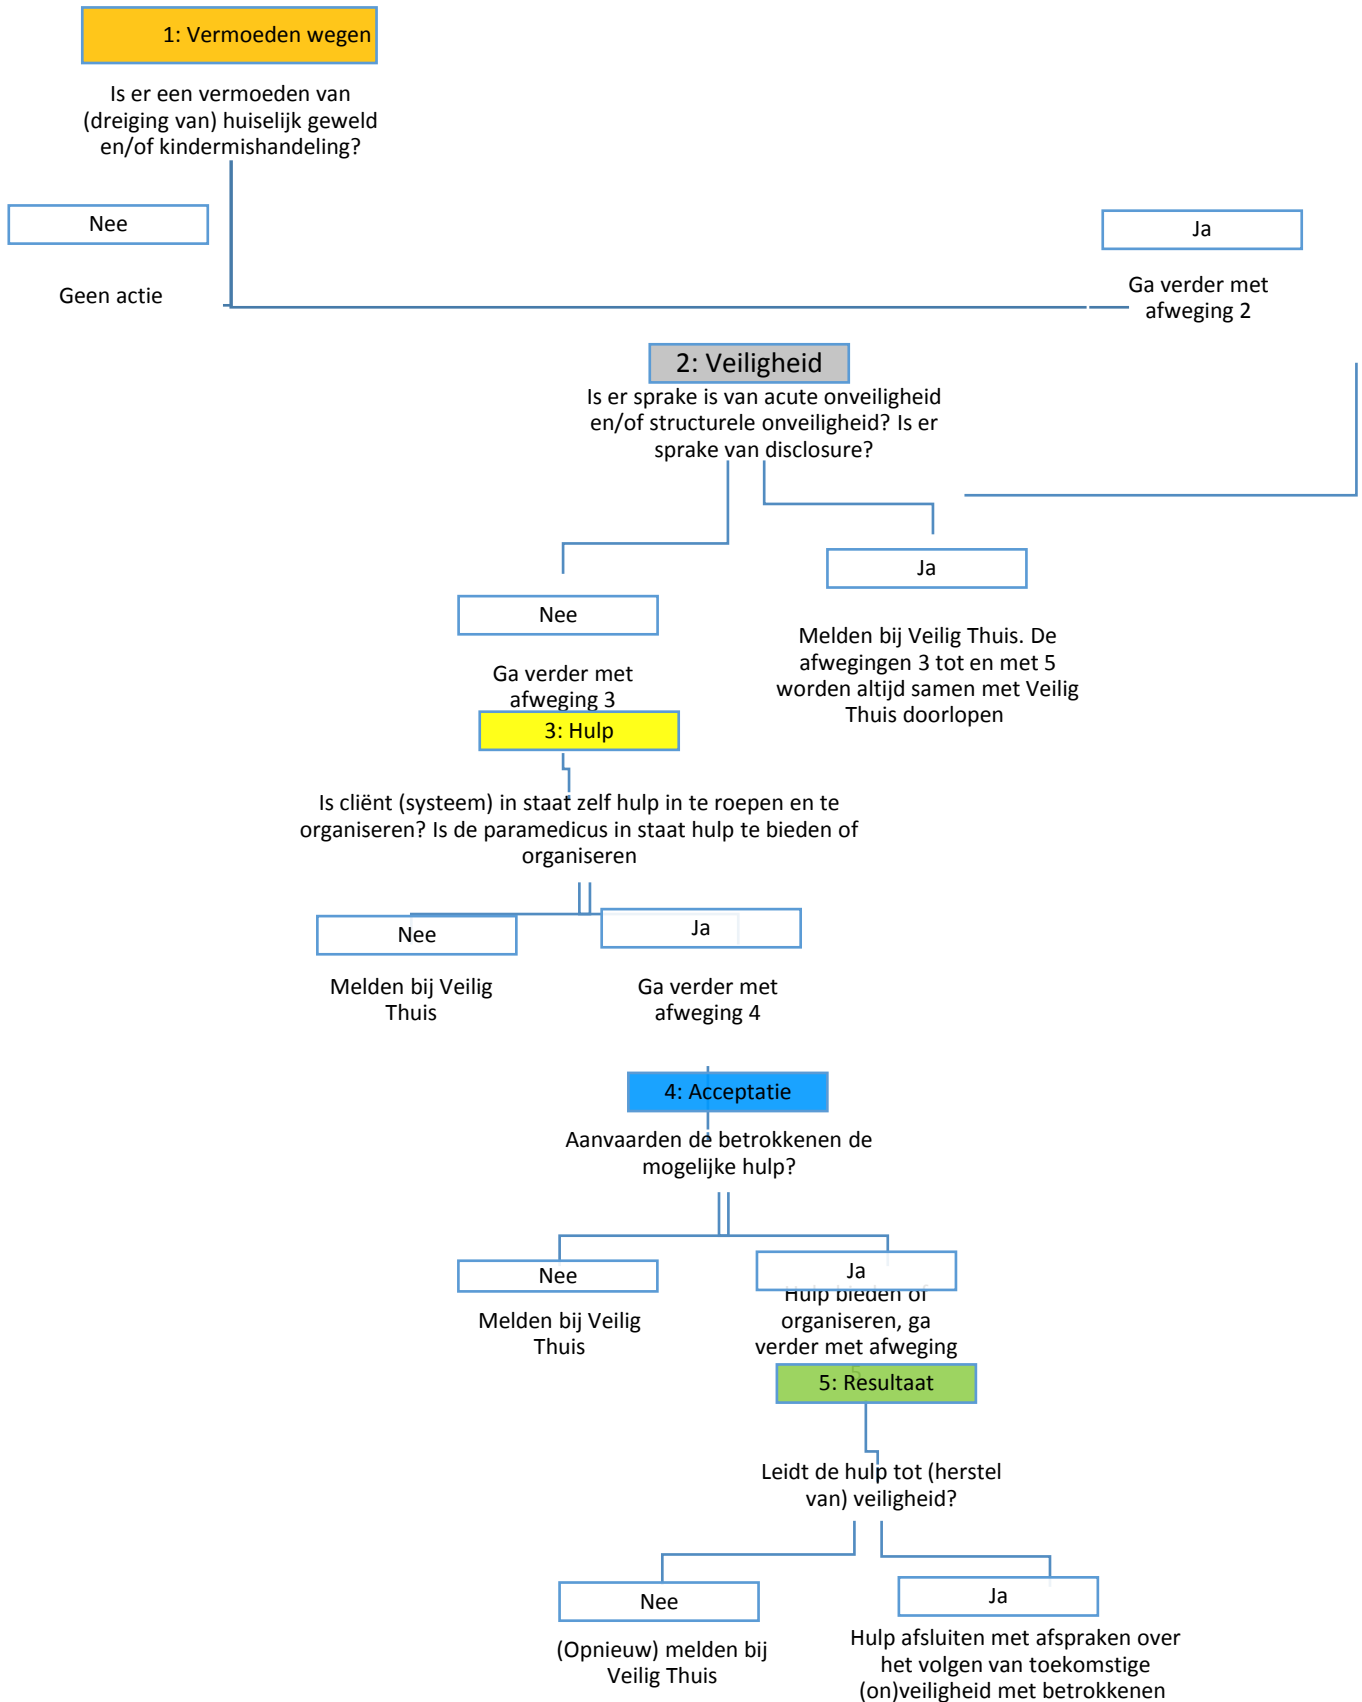 1: Vermoeden wegen
Is er een vermoeden van
(dreiging van) huiselijk geweld
en/of kindermishandeling?
Nee
Geen actie
Ja
Ga verder met
afweging 2
2: Veiligheid
Is er sprake is van acute onveiligheid
en/of structurele onveiligheid? Is er
sprake van disclosure?
Nee
Ga verder met
afweging 3
Ja
Melden bij Veilig Thuis. De
afwegingen 3 tot en met 5
worden altijd samen met Veilig
Thuis doorlopen
3: Hulp
Is cliënt (systeem) in staat zelf hulp in te roepen en te
organiseren? Is de paramedicus in staat hulp te bieden of
organiseren
Nee
Melden bij Veilig
Thuis
Ja
Ga verder met
afweging 4
4: Acceptatie
Aanvaarden de betrokkenen de
mogelijke hulp?
Nee
Melden bij Veilig
Thuis
Ja
Hulp bieden of
organiseren, ga
verder met afweging
5
5: Resultaat
Leidt de hulp tot (herstel
van) veiligheid?
Nee
(Opnieuw) melden bij
Veilig Thuis
Ja
Hulp afsluiten met afspraken over
het volgen van toekomstige
(on)veiligheid met betrokkenen